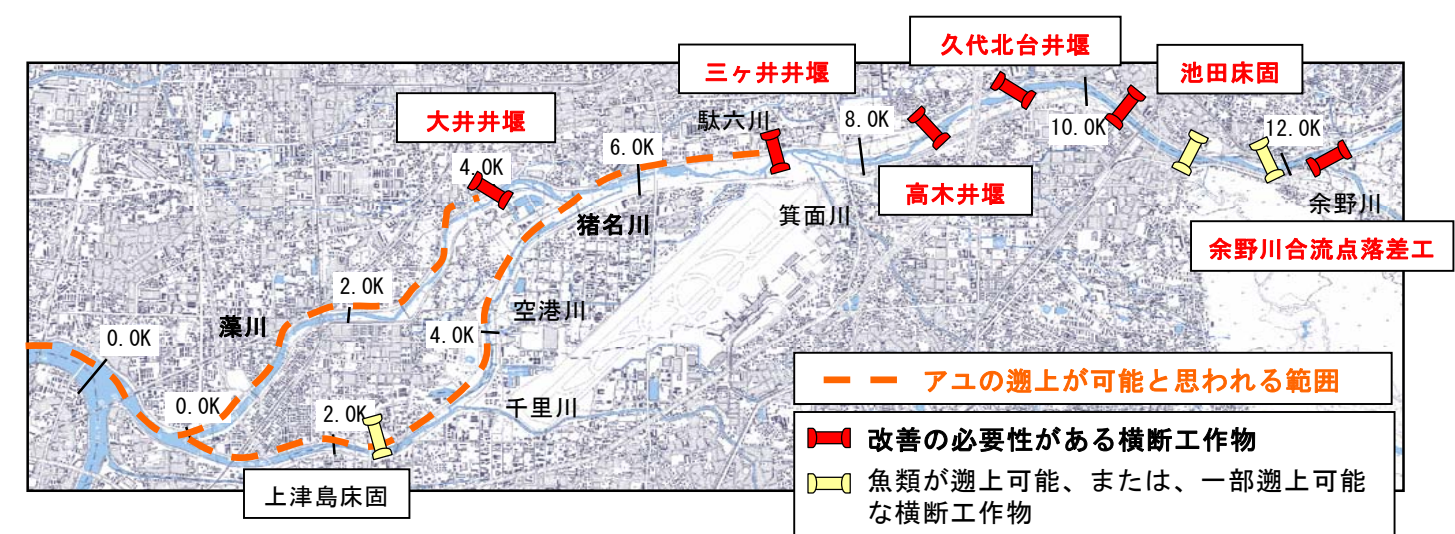 久代北台井堰
三ヶ井井堰
池田床固
大井井堰
駄六川
8.0K
10.0K
12.0K
6.0K
4.0K
高木井堰
余野川
箕面川
猪名川
余野川合流点落差工
2.0K
空港川
藻川
4.0K
0.0K
アユの遡上が可能と思われる範囲
0.0K
2.0K
千里川
改善の必要性がある横断工作物
上津島床固
魚類が遡上可能、または、一部遡上可能
な横断工作物